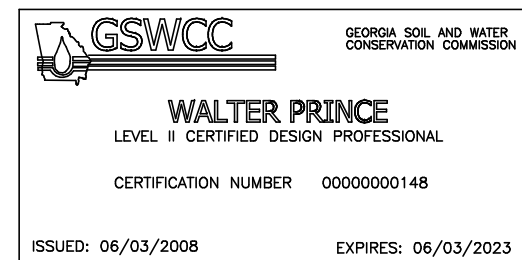 GSWCC
GEORGIA SOIL AND WATER
CONSERVATION COMMISSION
WALTER PRINCE
LEVEL II CERTIFIED DESIGN PROFESSIONAL
CERTIFICATION NUMBER 00000000148
ISSUED: 06/03/2008 EXPIRES: 06/03/2023